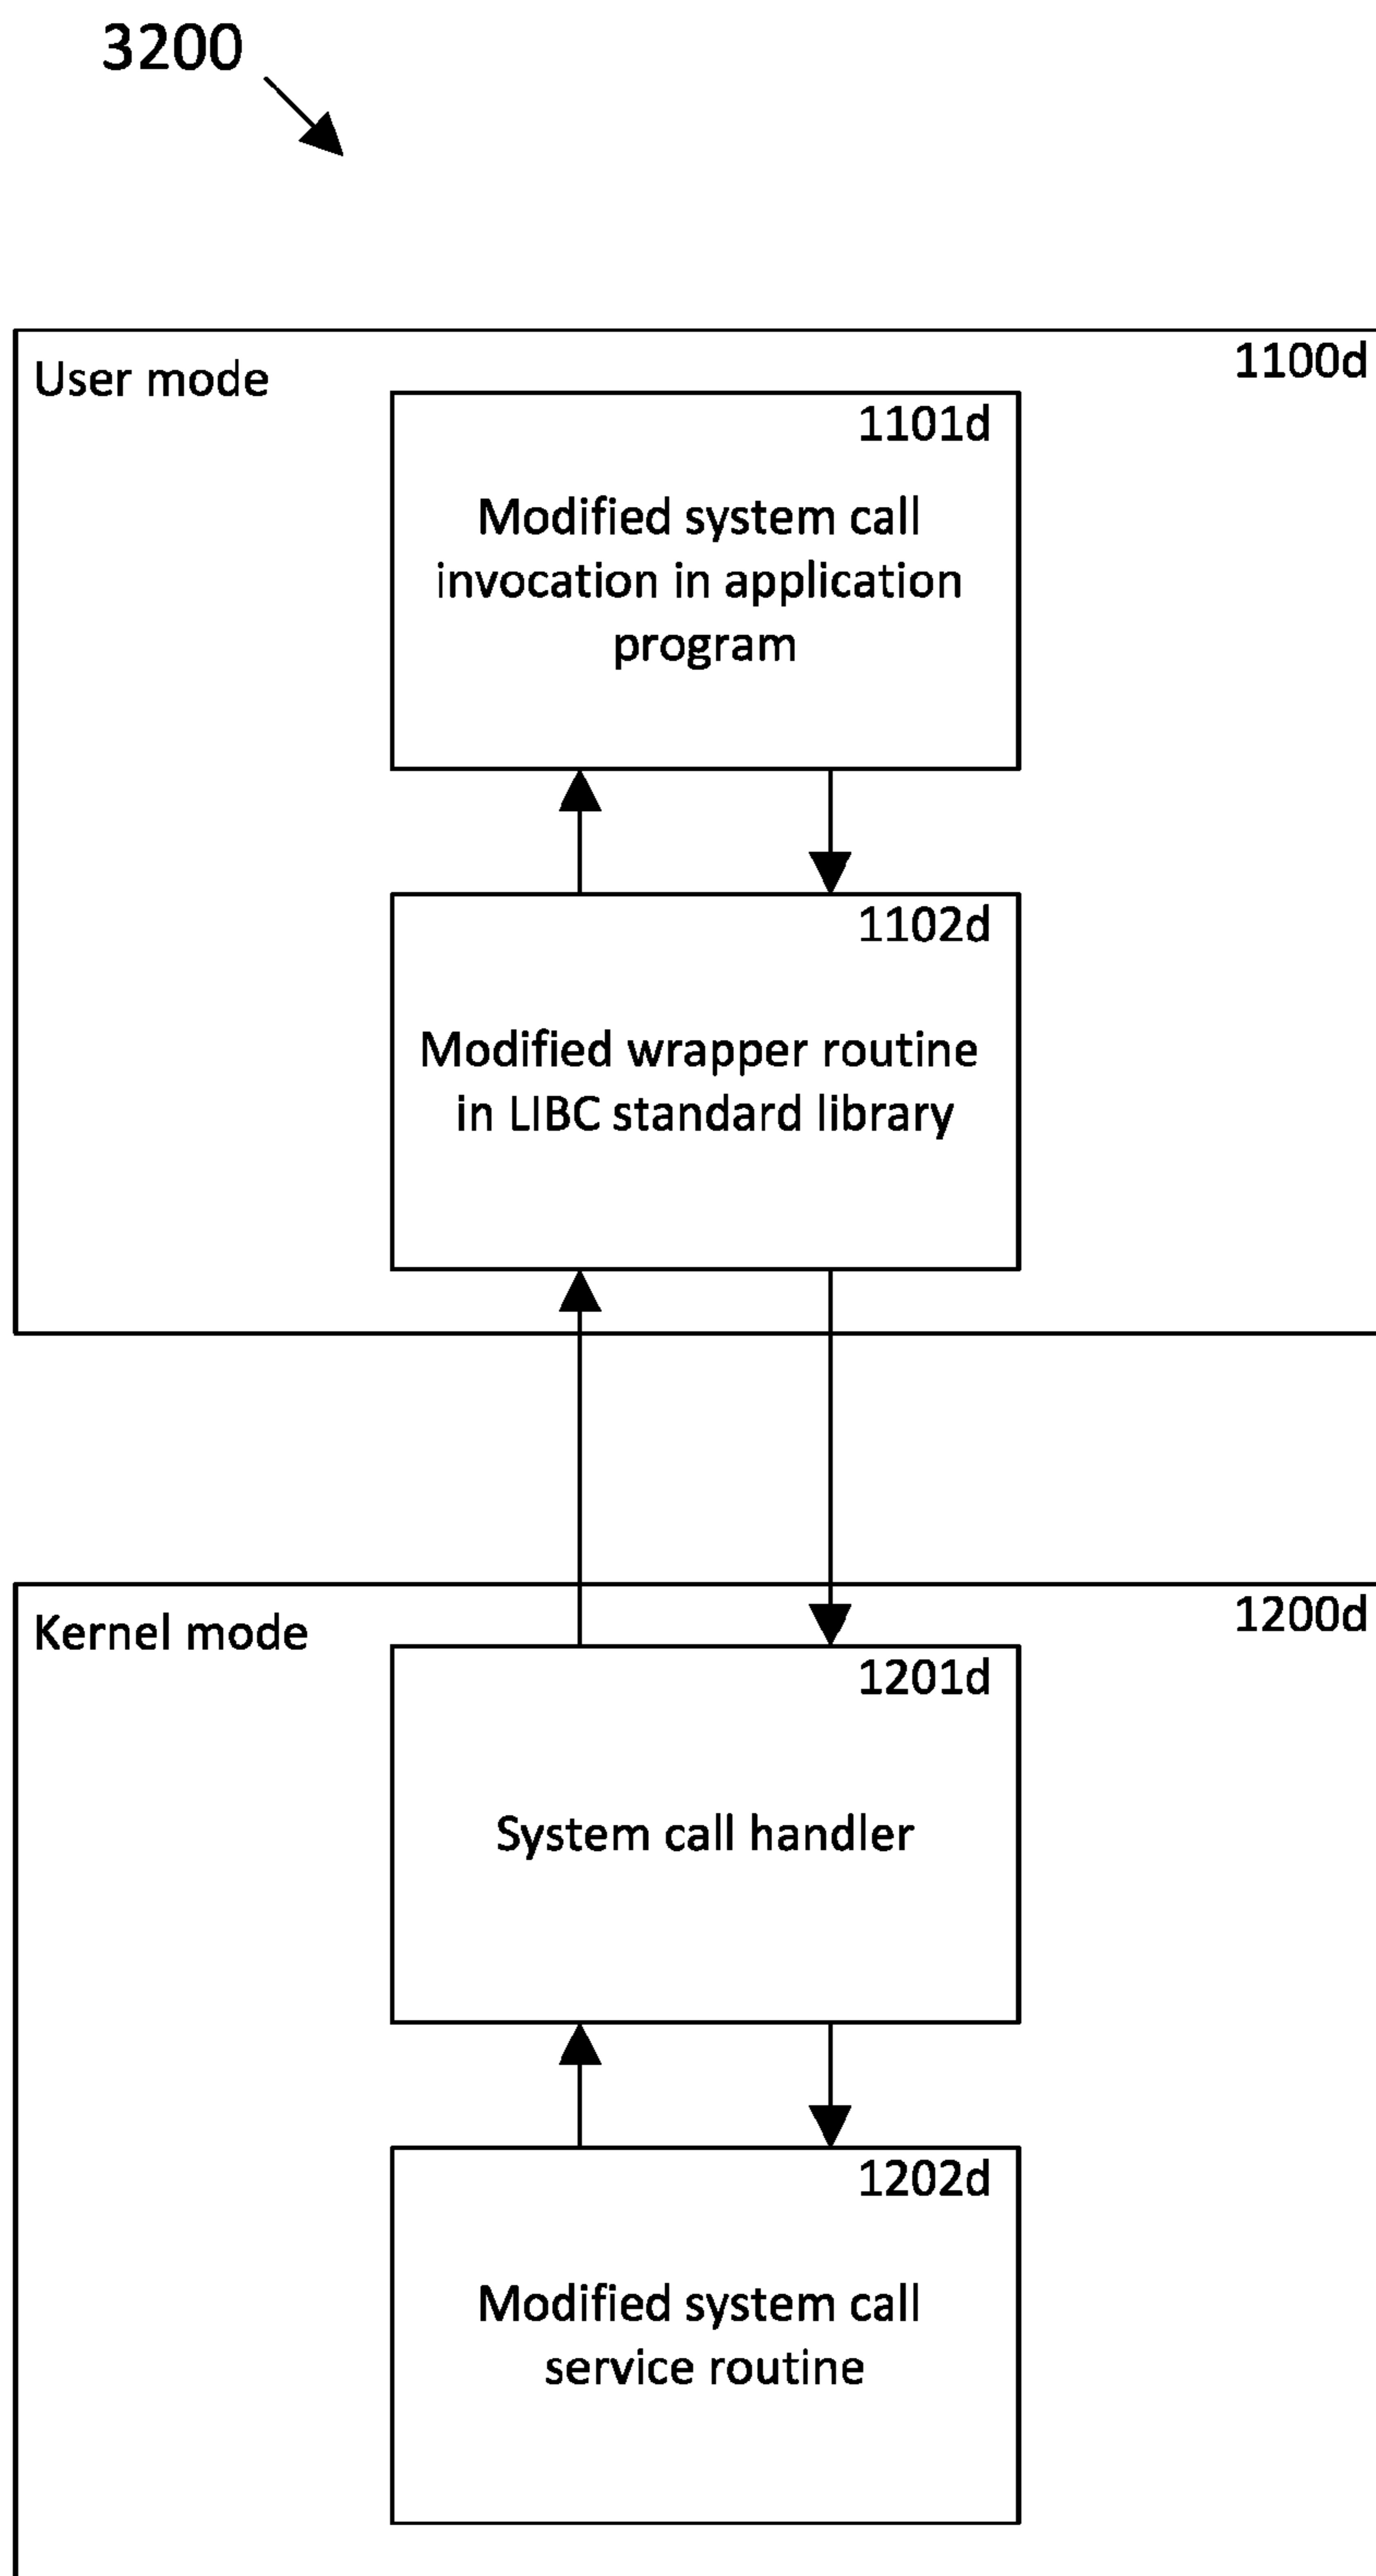 3200
User mode
1100d
1101d
Modified system call
invocation in application
program
1102d
Modified wrapper routine
in LIBC standard library
Kernel mode
1200d
1201d
System call handler
1202d
Modified system call
service routine